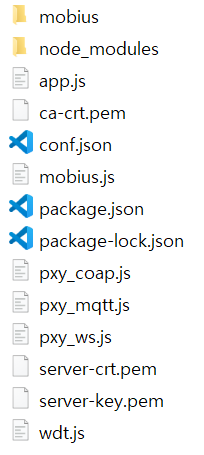 mobius
node_modules
app.js
ca-crt.pem
conf.json
mobius.js
package.json
package-lock.json
pxy_coap.js
pxy_mqtt.js
pxy_ws.js
server-crt.pem
server-key.pem
wdt.js